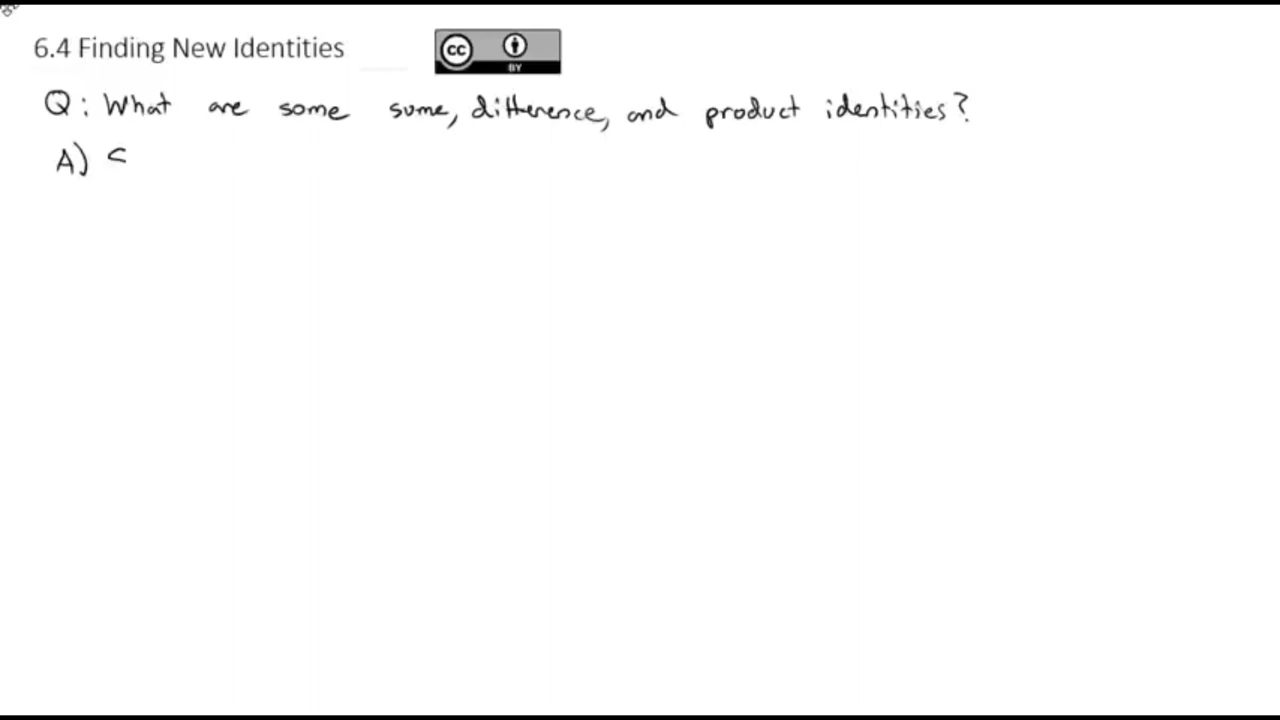 6.4 Finding New Identities
cc
BY
Q: What are some sume, difference, and product identities?
A) S